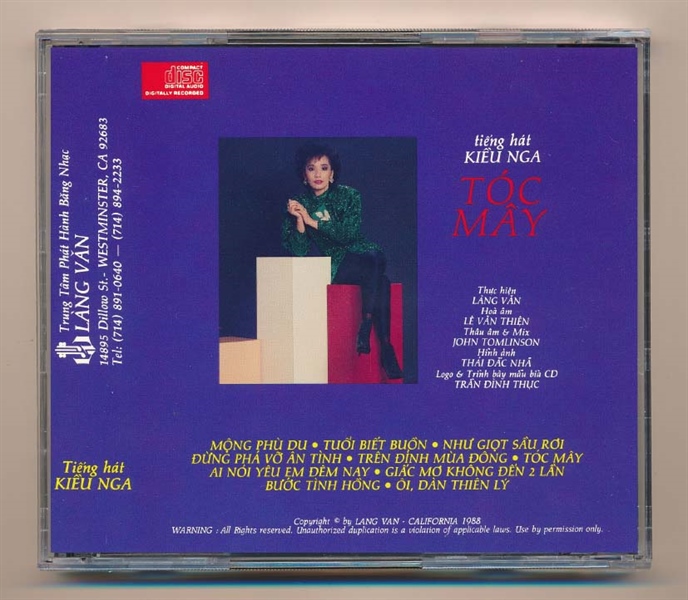 COMPACT
disc
DIGITAL AUDIO
DIGITALLY RECORDED
Trung Tâm Phát Hành Băng Nhạc
LÀNG VĂN
14895 Dillow St.- WESTMINSTER, CA 92683
Tel: (714) 891-0640 — (714) 894-2233
Tiếng hát
KIỀU NGA
tiếng hát
KIỀU NGA
TÓC
MÂY
Thực hiện
LÀNG VĂN
Hoà âm
LÊ VĂN THIỆN
Thâu âm & Mix
JOHN TOMLINSON
Hình ảnh
THÁI ĐẮC NHÃ
Logo & Trình bày mẫu bìa CD
TRẦN ĐÌNH THỤC
MỘNG PHÙ DU • TUỔI BIẾT BUỒN • NHƯ GIỌT SẦU RƠI
ĐỪNG PHÁ VỠ ÂN TÌNH • TRÊN ĐỈNH MÙA ĐÔNG • TÓC MÂY
AI NÓI YÊU EM ĐÊM NAY • GIẤC MƠ KHÔNG ĐẾN 2 LẦN
BƯỚC TÌNH HỒNG • ÔI, DÀN THIÊN LÝ
Copyright © by LANG VAN - CALIFORNIA 1988
WARNING : All Rights reserved. Unauthorized duplication is a violation of applicable laws. Use by permission only.